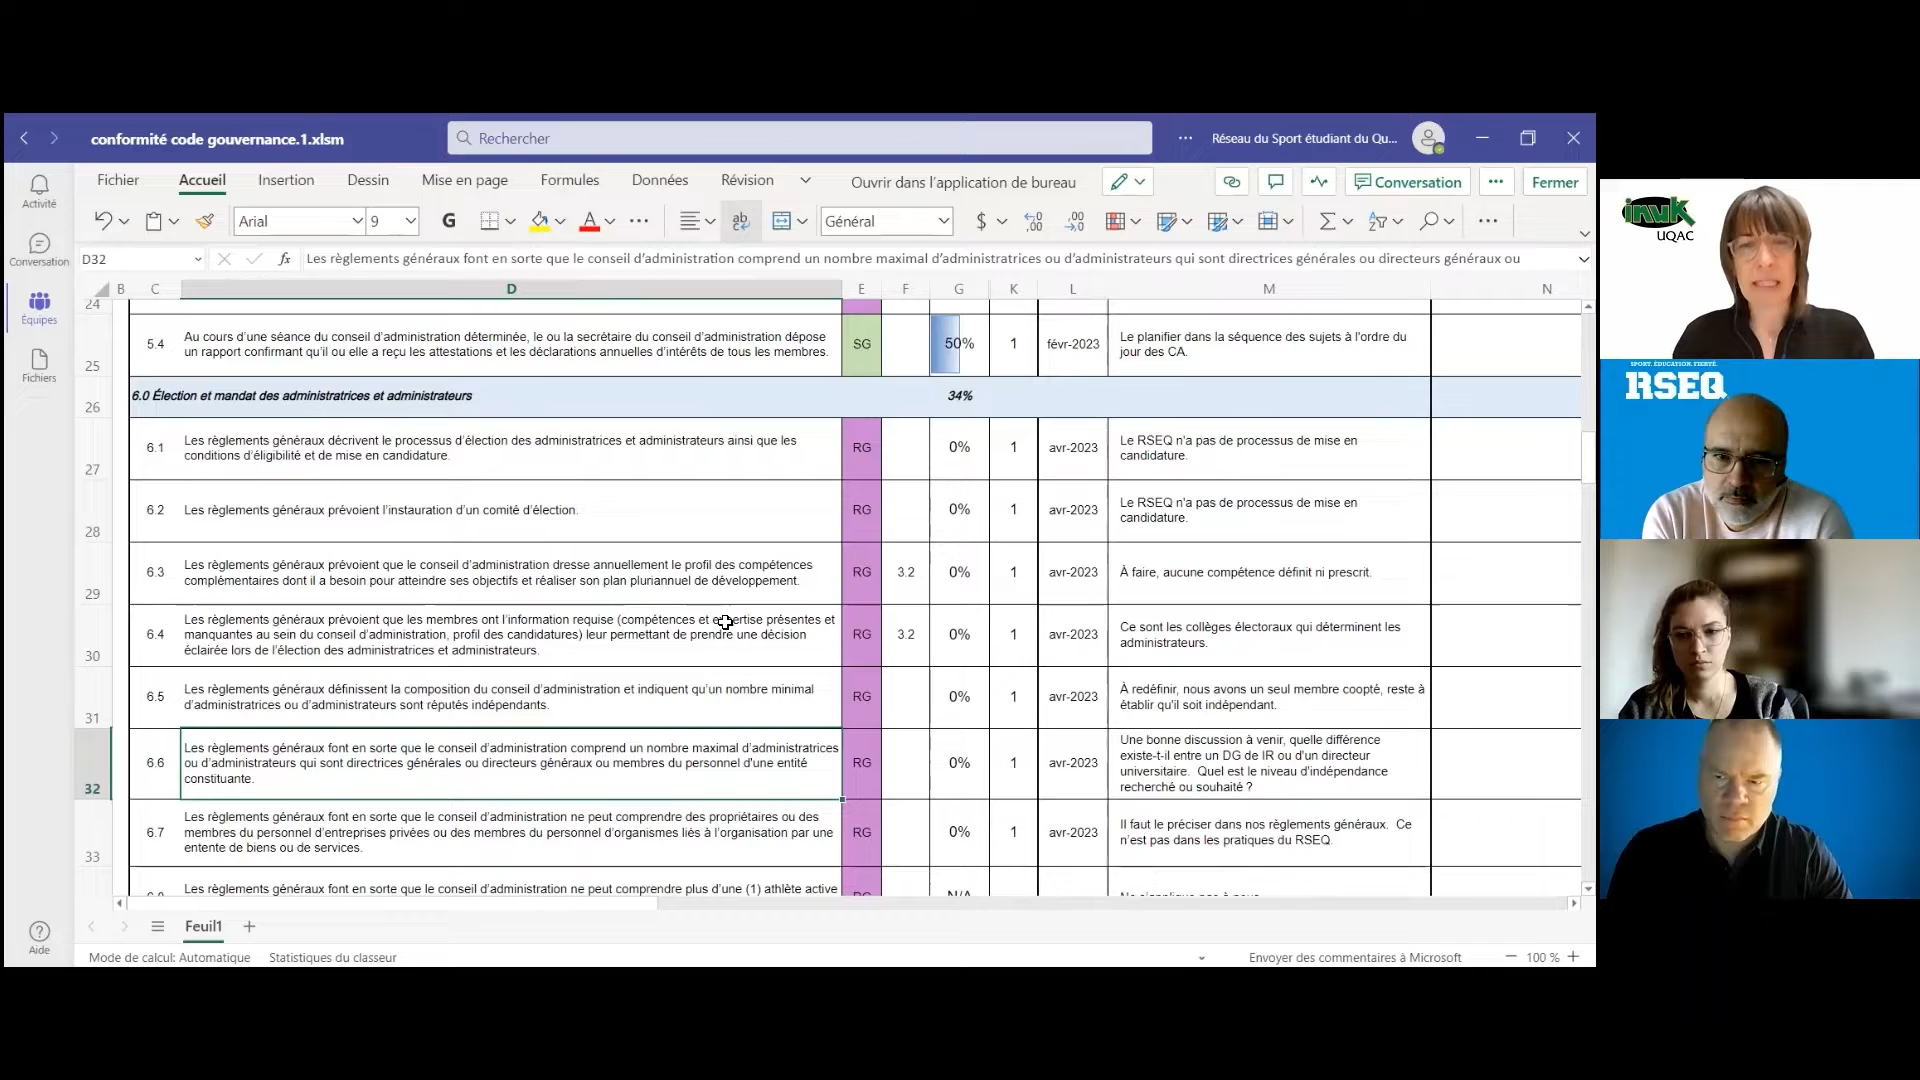 conformité code gouvernance.1.xlsm
Rechercher
Réseau du Sport étudiant du Qu...
Fichier
Accueil
Insertion
Dessin
Mise en page
Formules
Données
Révision
Ouvrir dans l'application de bureau
Conversation
Fermer
Activité
Conversation
Équipes
Fichiers
Aide
Arial
9
G
ab
Général
$
D32
fx
Les règlements généraux font en sorte que le conseil d'administration comprend un nombre maximal d'administratrices ou d'administrateurs qui sont directrices générales ou directeurs généraux ou
B C D E F G K L M N
24
25
5.4
Au cours d'une séance du conseil d'administration déterminée, le ou la secrétaire du conseil d'administration dépose
un rapport confirmant qu'il ou elle a reçu les attestations et les déclarations annuelles d'intérêts de tous les membres.
SG
50%
1
févr-2023
Le planifier dans la séquence des sujets à l'ordre du
jour des CA.
26
6.0 Élection et mandat des administratrices et administrateurs
34%
27
6.1
Les règlements généraux décrivent le processus d'élection des administratrices et administrateurs ainsi que les
conditions d'éligibilité et de mise en candidature.
RG
0%
1
avr-2023
Le RSEQ n'a pas de processus de mise en
candidature.
28
6.2
Les règlements généraux prévoient l'instauration d'un comité d'élection.
RG
0%
1
avr-2023
Le RSEQ n'a pas de processus de mise en
candidature.
29
6.3
Les règlements généraux prévoient que le conseil d'administration dresse annuellement le profil des compétences
complémentaires dont il a besoin pour atteindre ses objectifs et réaliser son plan pluriannuel de développement.
RG
3.2
0%
1
avr-2023
À faire, aucune compétence définit ni prescrit.
30
6.4
Les règlements généraux prévoient que les membres ont l'information requise (compétences et expertise présentes et
manquantes au sein du conseil d'administration, profil des candidatures) leur permettant de prendre une décision
éclairée lors de l'élection des administratrices et administrateurs.
RG
3.2
0%
1
avr-2023
Ce sont les collèges électoraux qui déterminent les
administrateurs.
31
6.5
Les règlements généraux définissent la composition du conseil d'administration et indiquent qu'un nombre minimal
d'administratrices ou d'administrateurs sont réputés indépendants.
RG
0%
1
avr-2023
À redéfinir, nous avons un seul membre coopté, reste à
établir qu'il soit indépendant.
32
6.6
Les règlements généraux font en sorte que le conseil d'administration comprend un nombre maximal d'administratrices
ou d'administrateurs qui sont directrices générales ou directeurs généraux ou membres du personnel d'une entité
constituante.
RG
0%
1
avr-2023
Une bonne discussion à venir, quelle différence
existe-t-il entre un DG de IR ou d'un directeur
universitaire. Quel est le niveau d'indépendance
recherché ou souhaité ?
33
6.7
Les règlements généraux font en sorte que le conseil d'administration ne peut comprendre des propriétaires ou des
membres du personnel d'entreprises privées ou des membres du personnel d'organismes liés à l'organisation par une
entente de biens ou de services.
RG
0%
1
avr-2023
Il faut le préciser dans nos règlements généraux. Ce
n'est pas dans les pratiques du RSEQ.
Les règlements généraux font en sorte que le conseil d'administration ne peut comprendre plus d'une (1) athlète active
N/A
Feuil1
Mode de calcul: Automatique
Statistiques du classeur
Envoyer des commentaires à Microsoft
100 %
inuk
UQAC
SPORT. ÉDUCATION. FIERTÉ.
RSEQ